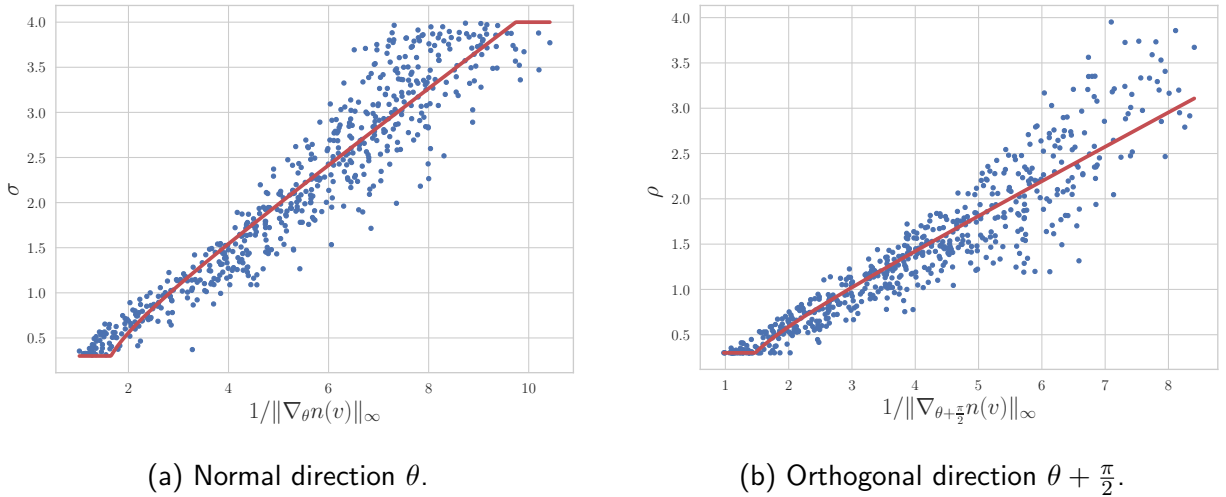 4.0
3.5
3.0
2.5
2.0
1.5
1.0
0.5
σ
2 4 6 8 10
1/‖∇_θ n(v)‖_∞
(a) Normal direction θ.
4.0
3.5
3.0
2.5
2.0
1.5
1.0
0.5
ρ
1 2 3 4 5 6 7 8
1/‖∇_{θ+π/2} n(v)‖_∞
(b) Orthogonal direction θ + π/2.